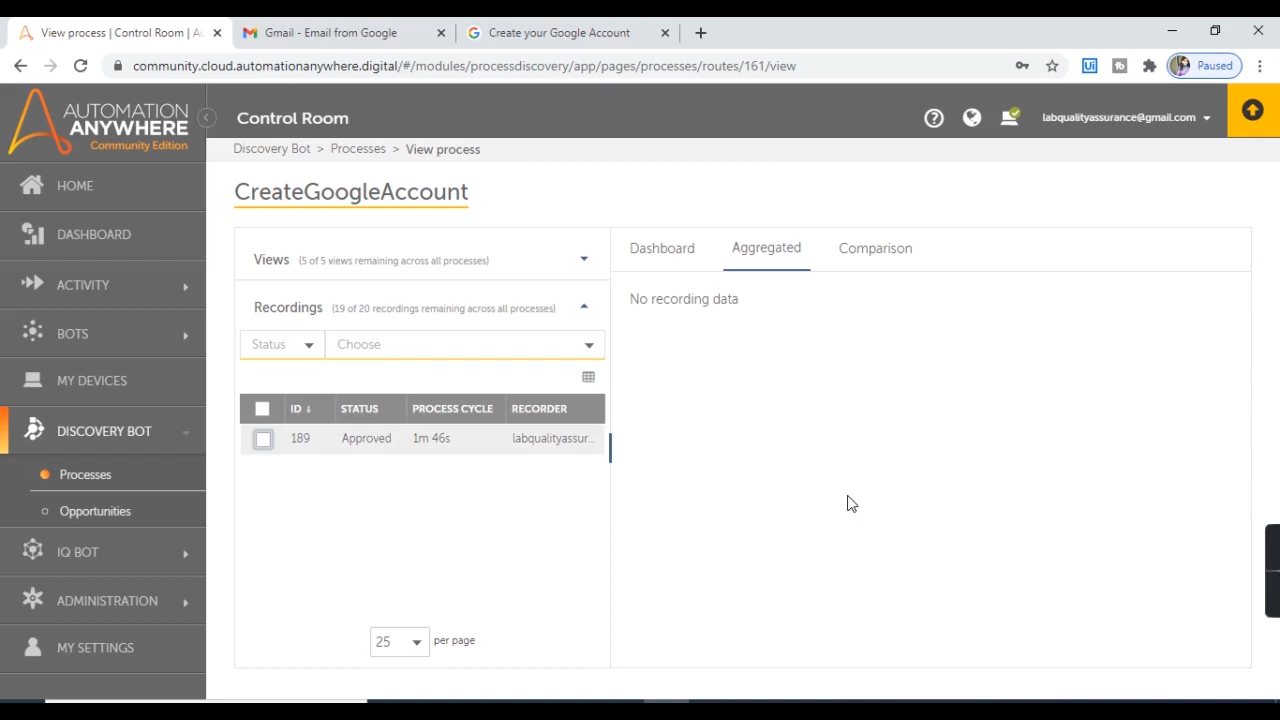 View process | Control Room | A
Gmail - Email from Google
Create your Google Account
community.cloud.automationanywhere.digital/#/modules/processdiscovery/app/pages/processes/routes/161/view
Paused
AUTOMATION
ANYWHERE
Community Edition
Control Room
labqualityassurance@gmail.com
Discovery Bot > Processes > View process
HOME
DASHBOARD
ACTIVITY
BOTS
MY DEVICES
DISCOVERY BOT
Processes
Opportunities
IQ BOT
ADMINISTRATION
MY SETTINGS
CreateGoogleAccount
Views (5 of 5 views remaining across all processes)
Recordings (19 of 20 recordings remaining across all processes)
Status Choose
ID STATUS PROCESS CYCLE RECORDER
189 Approved 1m 46s labqualityassur...
25 per page
Dashboard Aggregated Comparison
No recording data